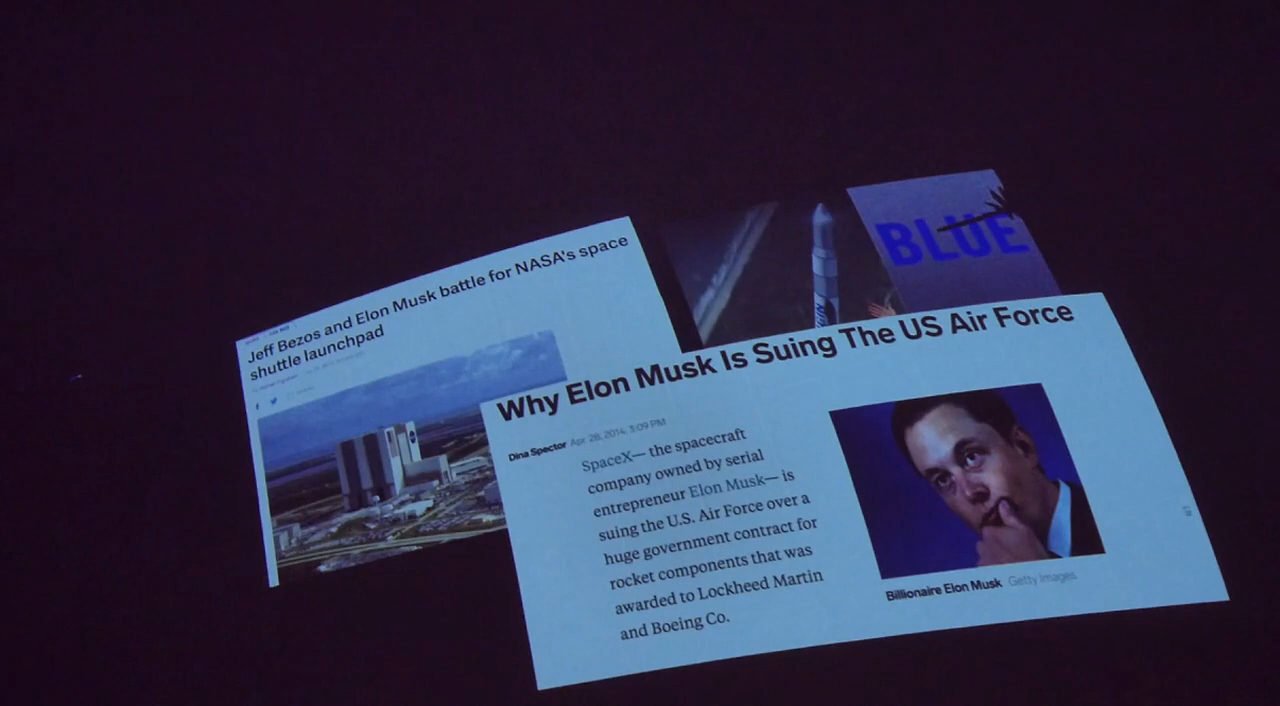 BLUE
Jeff Bezos and Elon Musk battle for NASA's space
shuttle launchpad
Why Elon Musk Is Suing The US Air Force
Dina Spector Apr 28, 2014, 3:09 PM
SpaceX— the spacecraft
company owned by serial
entrepreneur Elon Musk— is
suing the U.S. Air Force over a
huge government contract for
rocket components that was
awarded to Lockheed Martin
and Boeing Co.
Billionaire Elon Musk Getty Images